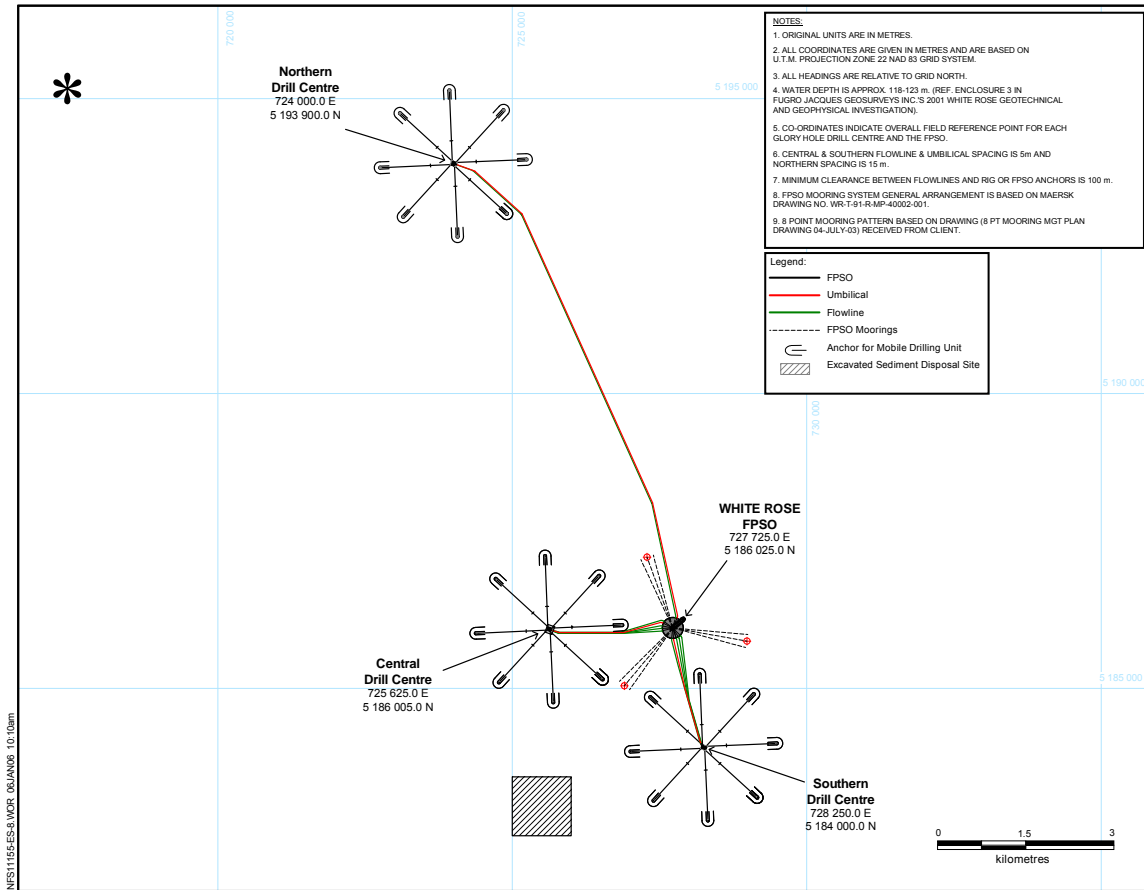 720 000
725 000
NOTES:
1. ORIGINAL UNITS ARE IN METRES.
2. ALL COORDINATES ARE GIVEN IN METRES AND ARE BASED ON
U.T.M. PROJECTION ZONE 22 NAD 83 GRID SYSTEM.
3. ALL HEADINGS ARE RELATIVE TO GRID NORTH.
4. WATER DEPTH IS APPROX. 118-123 m. (REF. ENCLOSURE 3 IN
FUGRO JACQUES GEOSURVEYS INC.'S 2001 WHITE ROSE GEOTECHNICAL
AND GEOPHYSICAL INVESTIGATION).
5. CO-ORDINATES INDICATE OVERALL FIELD REFERENCE POINT FOR EACH
GLORY HOLE DRILL CENTRE AND THE FPSO.
6. CENTRAL & SOUTHERN FLOWLINE & UMBILICAL SPACING IS 5m AND
NORTHERN SPACING IS 15 m.
7. MINIMUM CLEARANCE BETWEEN FLOWLINES AND RIG OR FPSO ANCHORS IS 100 m.
8. FPSO MOORING SYSTEM GENERAL ARRANGEMENT IS BASED ON MAERSK
DRAWING NO. WR-T-91-R-MP-40002-001.
9. 8 POINT MOORING PATTERN BASED ON DRAWING (8 PT MOORING MGT PLAN
DRAWING 04-JULY-03) RECEIVED FROM CLIENT.
Northern
Drill Centre
724 000.0 E
5 193 900.0 N
5 195 000
Legend:
FPSO
Umbilical
Flowline
FPSO Moorings
Anchor for Mobile Drilling Unit
Excavated Sediment Disposal Site
5 190 000
730 000
WHITE ROSE
FPSO
727 725.0 E
5 186 025.0 N
Central
Drill Centre
725 625.0 E
5 186 005.0 N
5 185 000
Southern
Drill Centre
728 250.0 E
5 184 000.0 N
0 1.5 3
kilometres
NFS11155-ES-8.WOR 06JAN06 10:10am